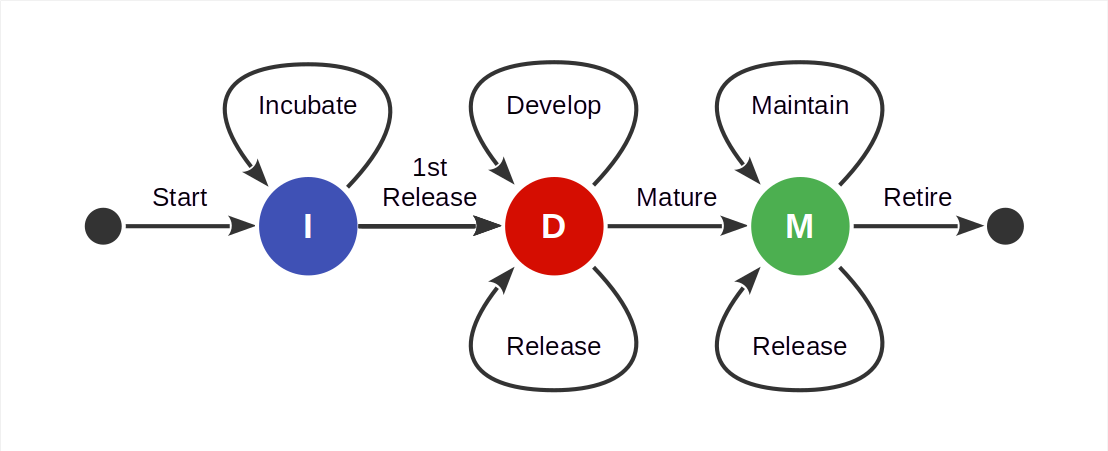 Incubate
Develop
Maintain
Start
1st
Release
Mature
Retire
I
D
M
Release
Release